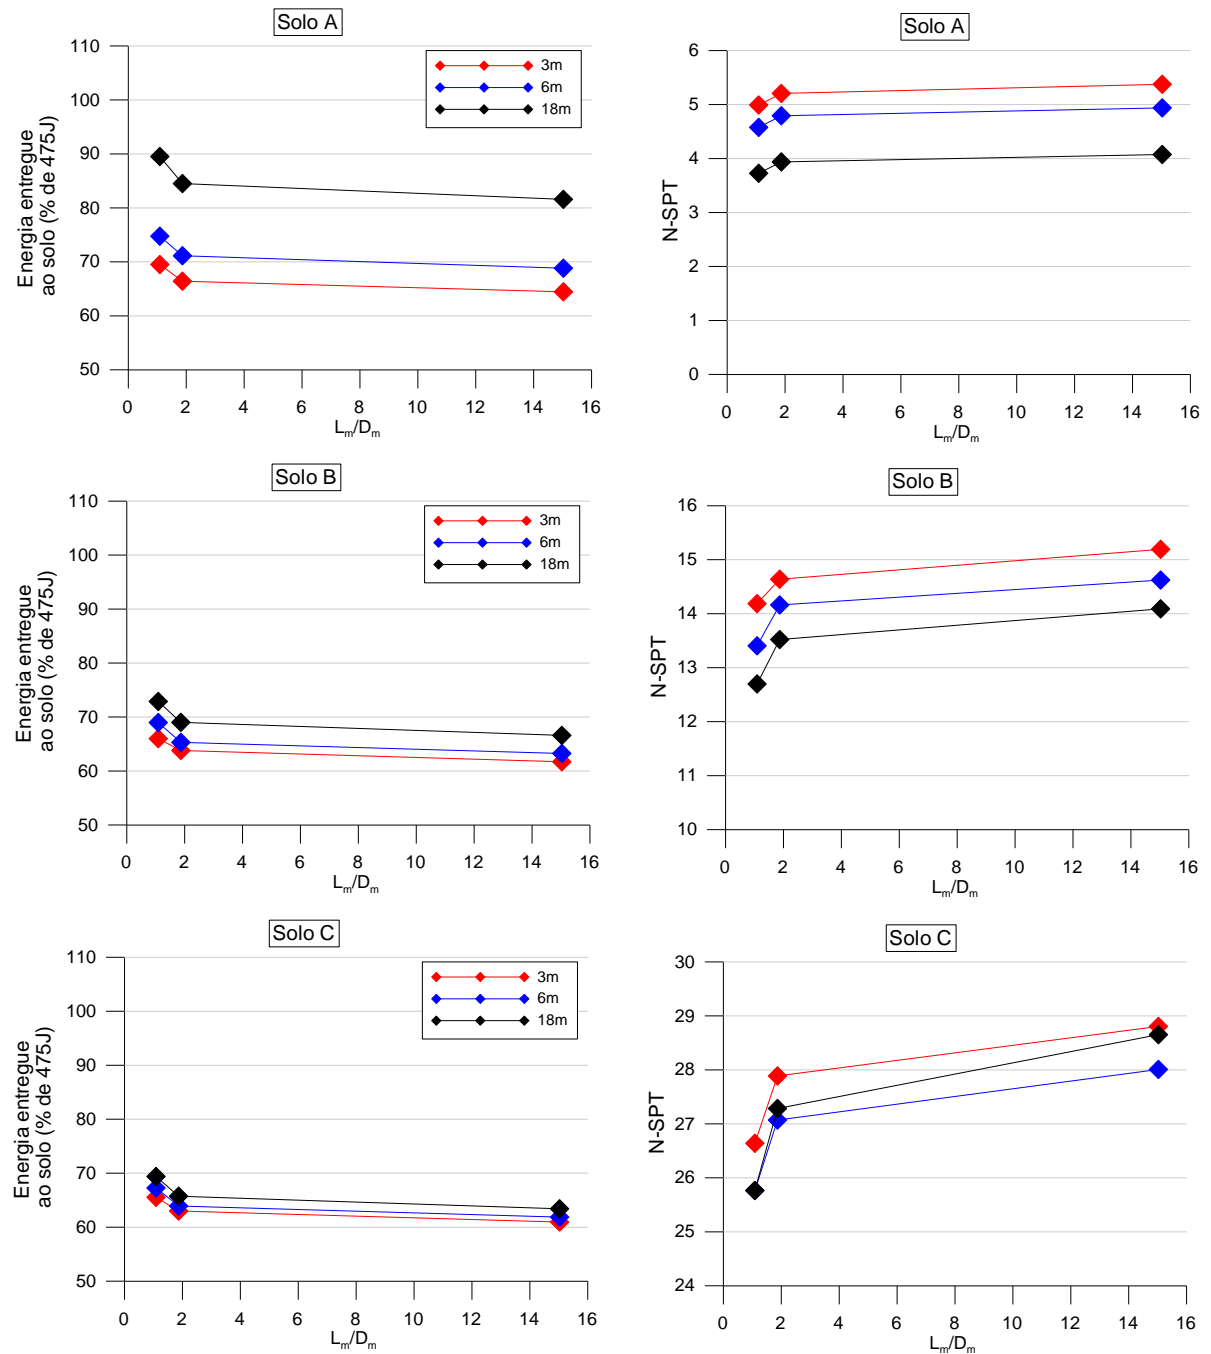 Solo A
110
100
90
80
70
60
50
Energia entregue
ao solo (% de 475J)
3m
6m
18m
0 2 4 6 8 10 12 14 16
Lm/Dm
Solo A
6
5
4
3
2
1
0
N-SPT
0 2 4 6 8 10 12 14 16
Lm/Dm
Solo B
110
100
90
80
70
60
50
Energia entregue
ao solo (% de 475J)
3m
6m
18m
0 2 4 6 8 10 12 14 16
Lm/Dm
Solo B
16
15
14
13
12
11
10
N-SPT
0 2 4 6 8 10 12 14 16
Lm/Dm
Solo C
110
100
90
80
70
60
50
Energia entregue
ao solo (% de 475J)
3m
6m
18m
0 2 4 6 8 10 12 14 16
Lm/Dm
Solo C
30
29
28
27
26
25
24
N-SPT
0 2 4 6 8 10 12 14 16
Lm/Dm